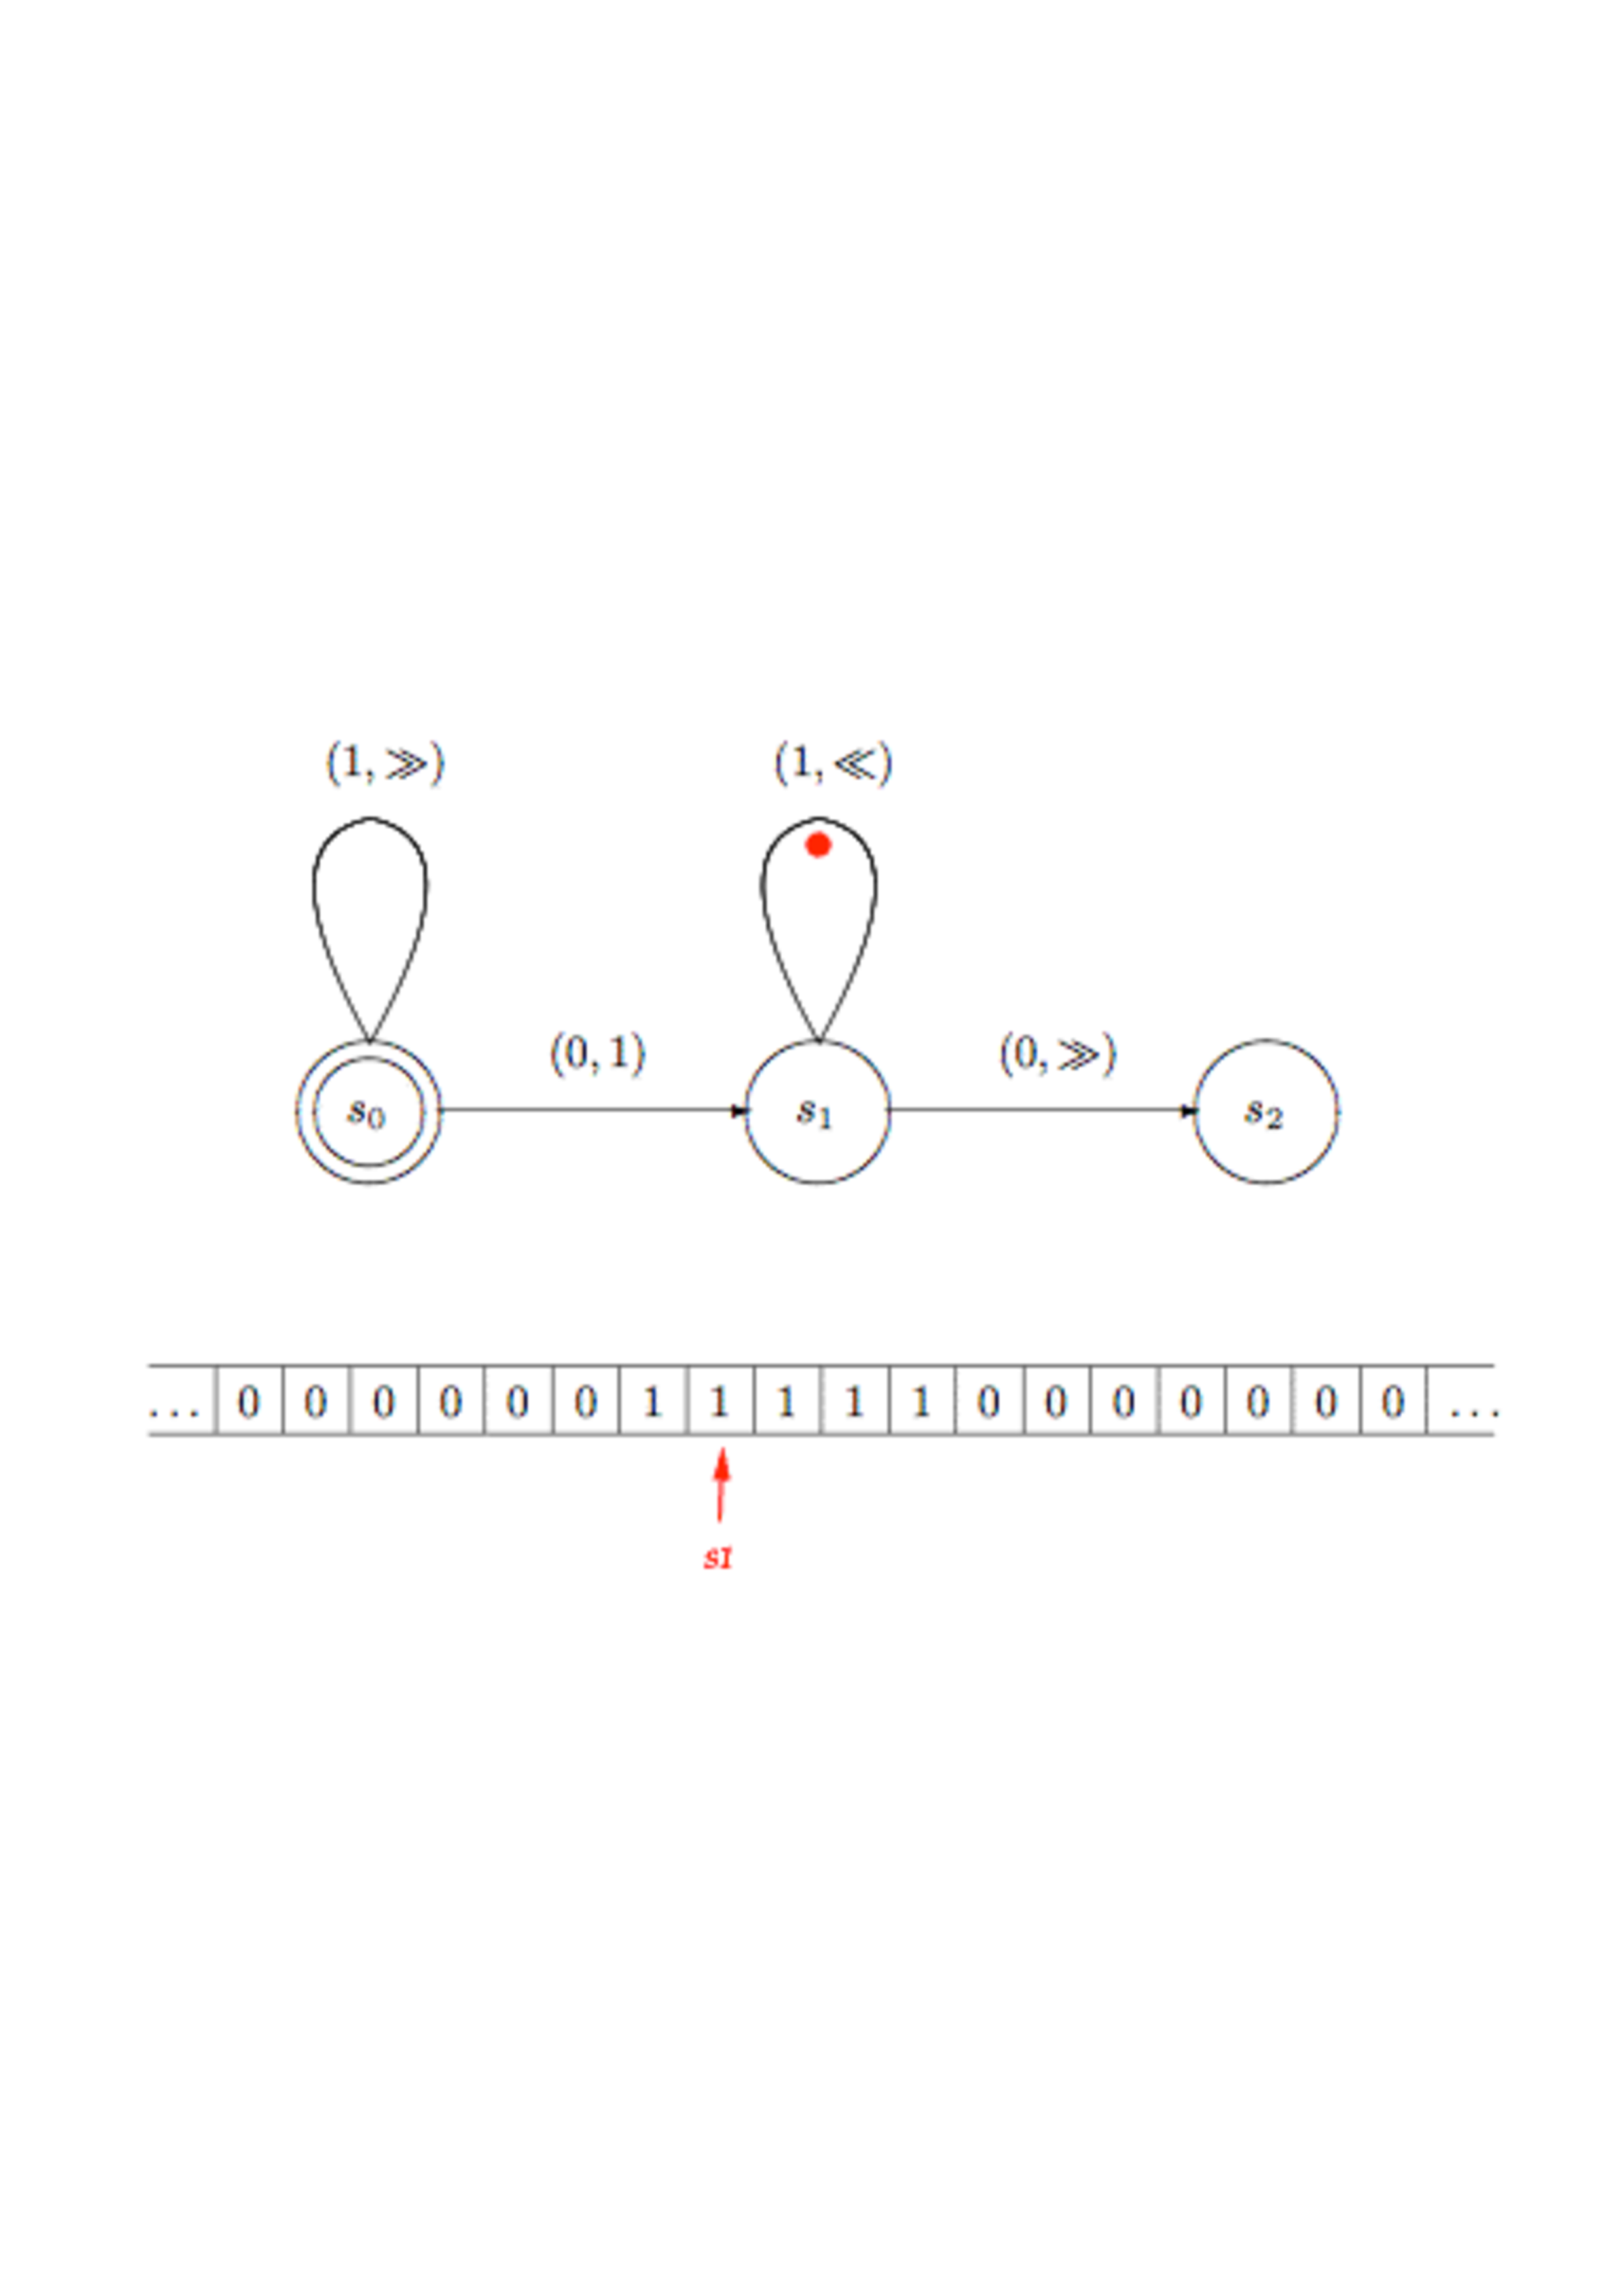 (1, ≫) (1, ≪)
(0, 1) (0, ≫)
s₀ s₁ s₂
... 0 0 0 0 0 0 1 1 1 1 1 0 0 0 0 0 0 0 ...
s1